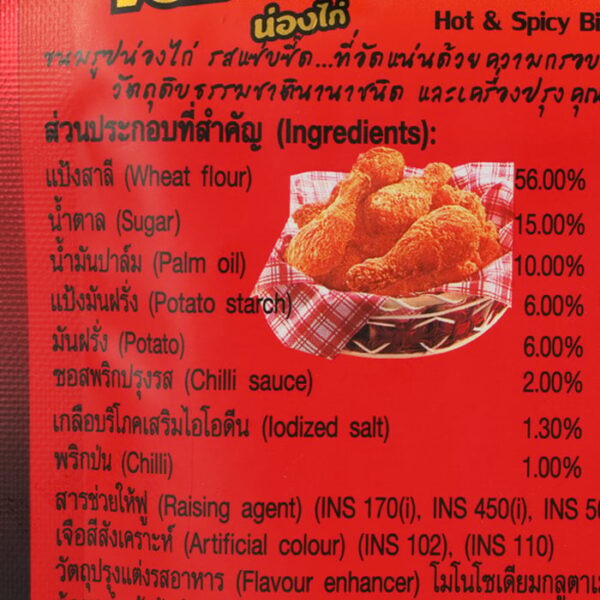 น่องไก่
Hot & Spicy Bi
ขนมรูปน่องไก่ รสแซ่บซี้ด...ที่อัดแน่นด้วยความกรอบ
วัตถุดิบธรรมชาตินานาชนิด และเครื่องปรุง คุณ
ส่วนประกอบที่สำคัญ (Ingredients):
แป้งสาลี (Wheat flour) 56.00%
น้ำตาล (Sugar) 15.00%
น้ำมันปาล์ม (Palm oil) 10.00%
แป้งมันฝรั่ง (Potato starch) 6.00%
มันฝรั่ง (Potato) 6.00%
ซอสพริกปรุงรส (Chilli sauce) 2.00%
เกลือบริโภคเสริมไอโอดีน (Iodized salt) 1.30%
พริกป่น (Chilli) 1.00%
สารช่วยให้ฟู (Raising agent) (INS 170(i), INS 450(i), INS 50
เจือสีสังเคราะห์ (Artificial colour) (INS 102), (INS 110)
วัตถุปรุงแต่งรสอาหาร (Flavour enhancer) โมโนโซเดียมกลูตาเม